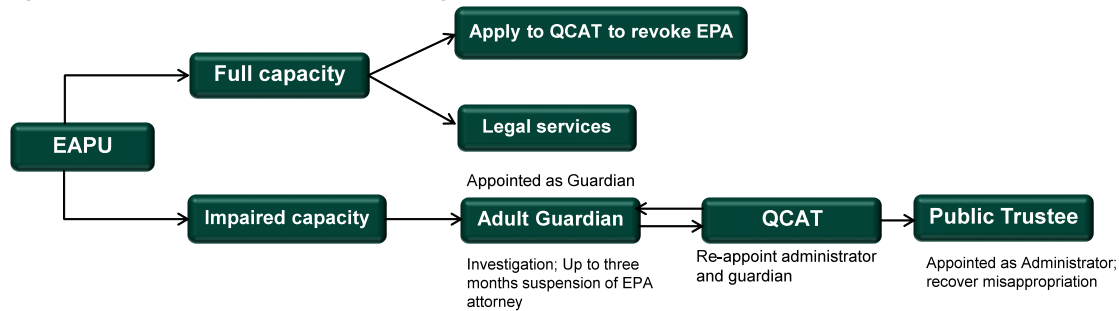 Apply to QCAT to revoke EPA
Full capacity
Legal services
EAPU
Appointed as Guardian
Impaired capacity
Adult Guardian
QCAT
Public Trustee
Investigation; Up to three
months suspension of EPA
attorney
Re-appoint administrator
and guardian
Appointed as Administrator;
recover misappropriation